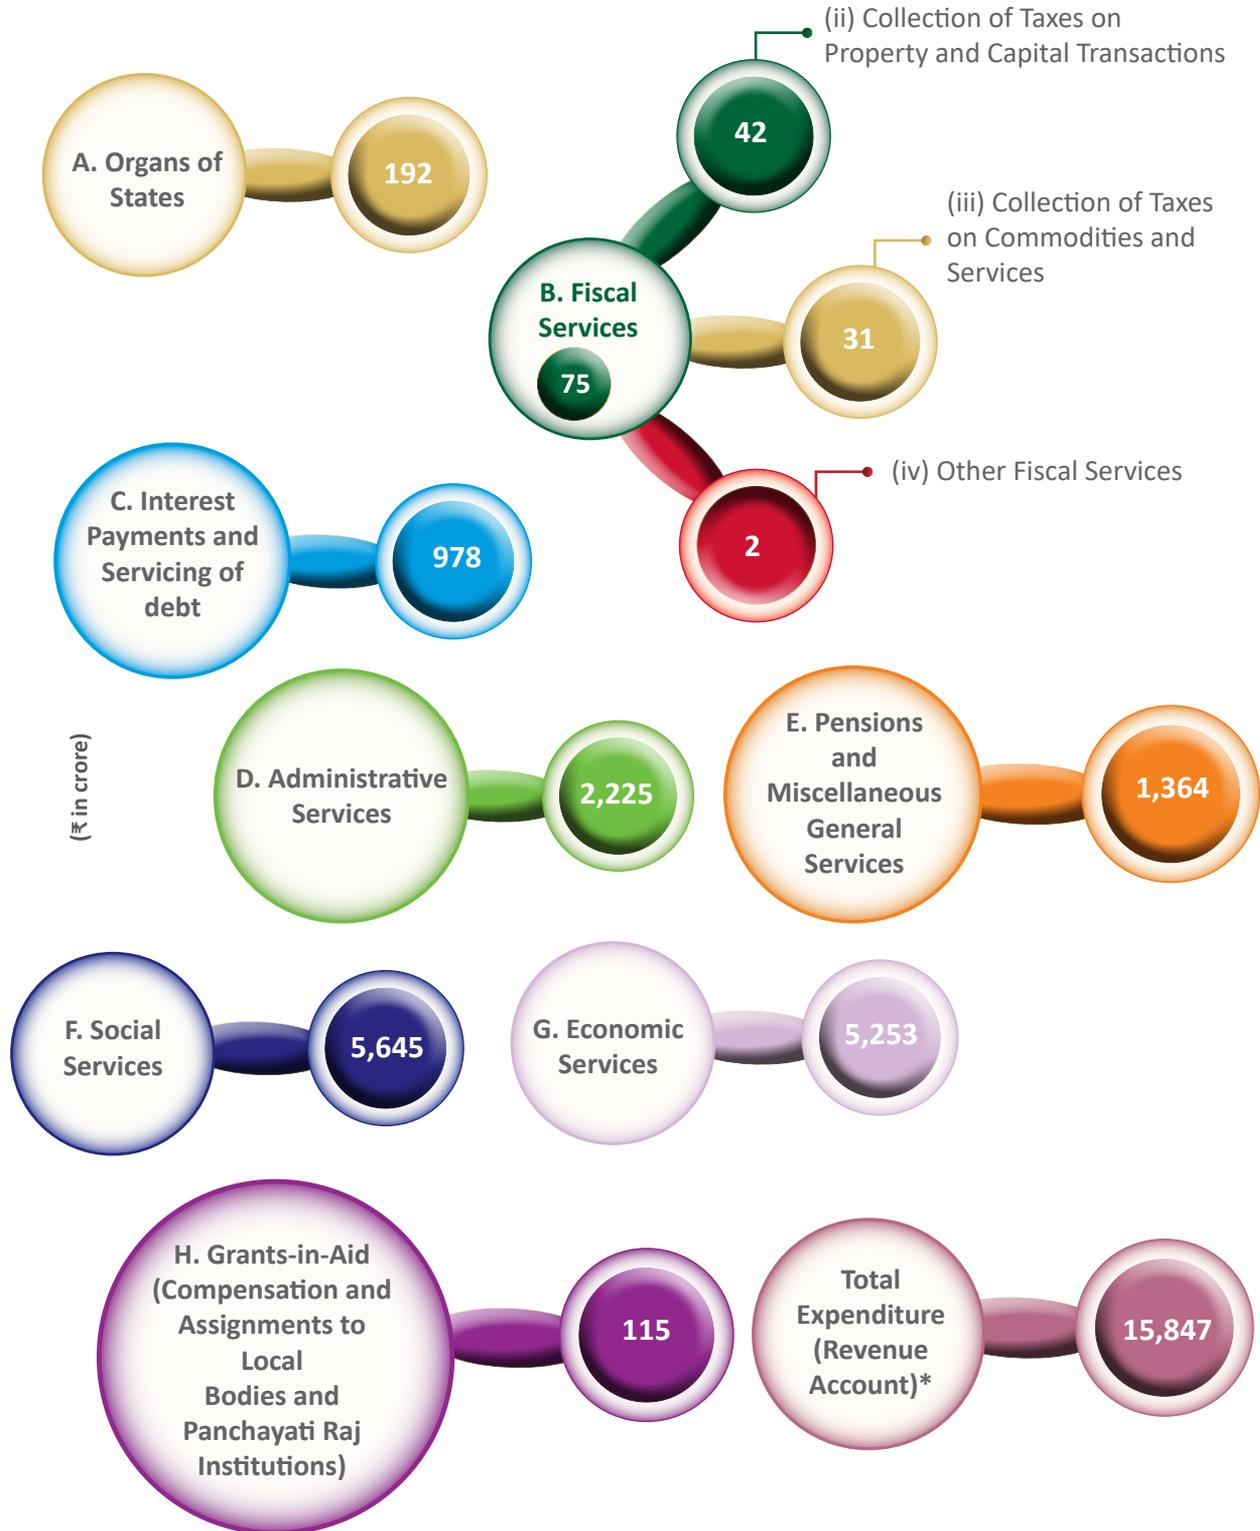 (ii) Collection of Taxes on
Property and Capital Transactions
42
A. Organs of
States
192
(iii) Collection of Taxes
on Commodities and
Services
B. Fiscal
Services
75
31
(iv) Other Fiscal Services
2
C. Interest
Payments and
Servicing of
debt
978
(₹ in crore)
D. Administrative
Services
2,225
E. Pensions
and
Miscellaneous
General
Services
1,364
F. Social
Services
5,645
G. Economic
Services
5,253
H. Grants-in-Aid
(Compensation and
Assignments to
Local
Bodies and
Panchayati Raj
Institutions)
115
Total
Expenditure
(Revenue
Account)*
15,847